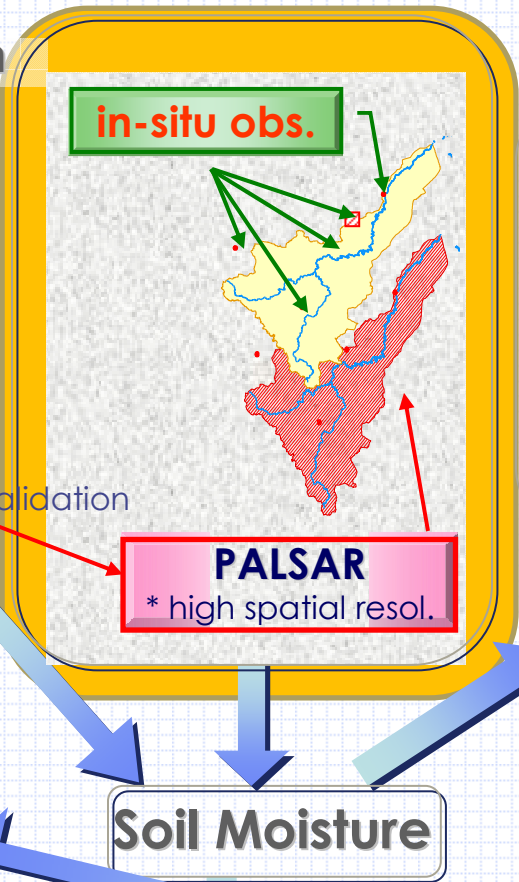 in-situ obs.
alidation
PALSAR
* high spatial resol.
Soil Moisture